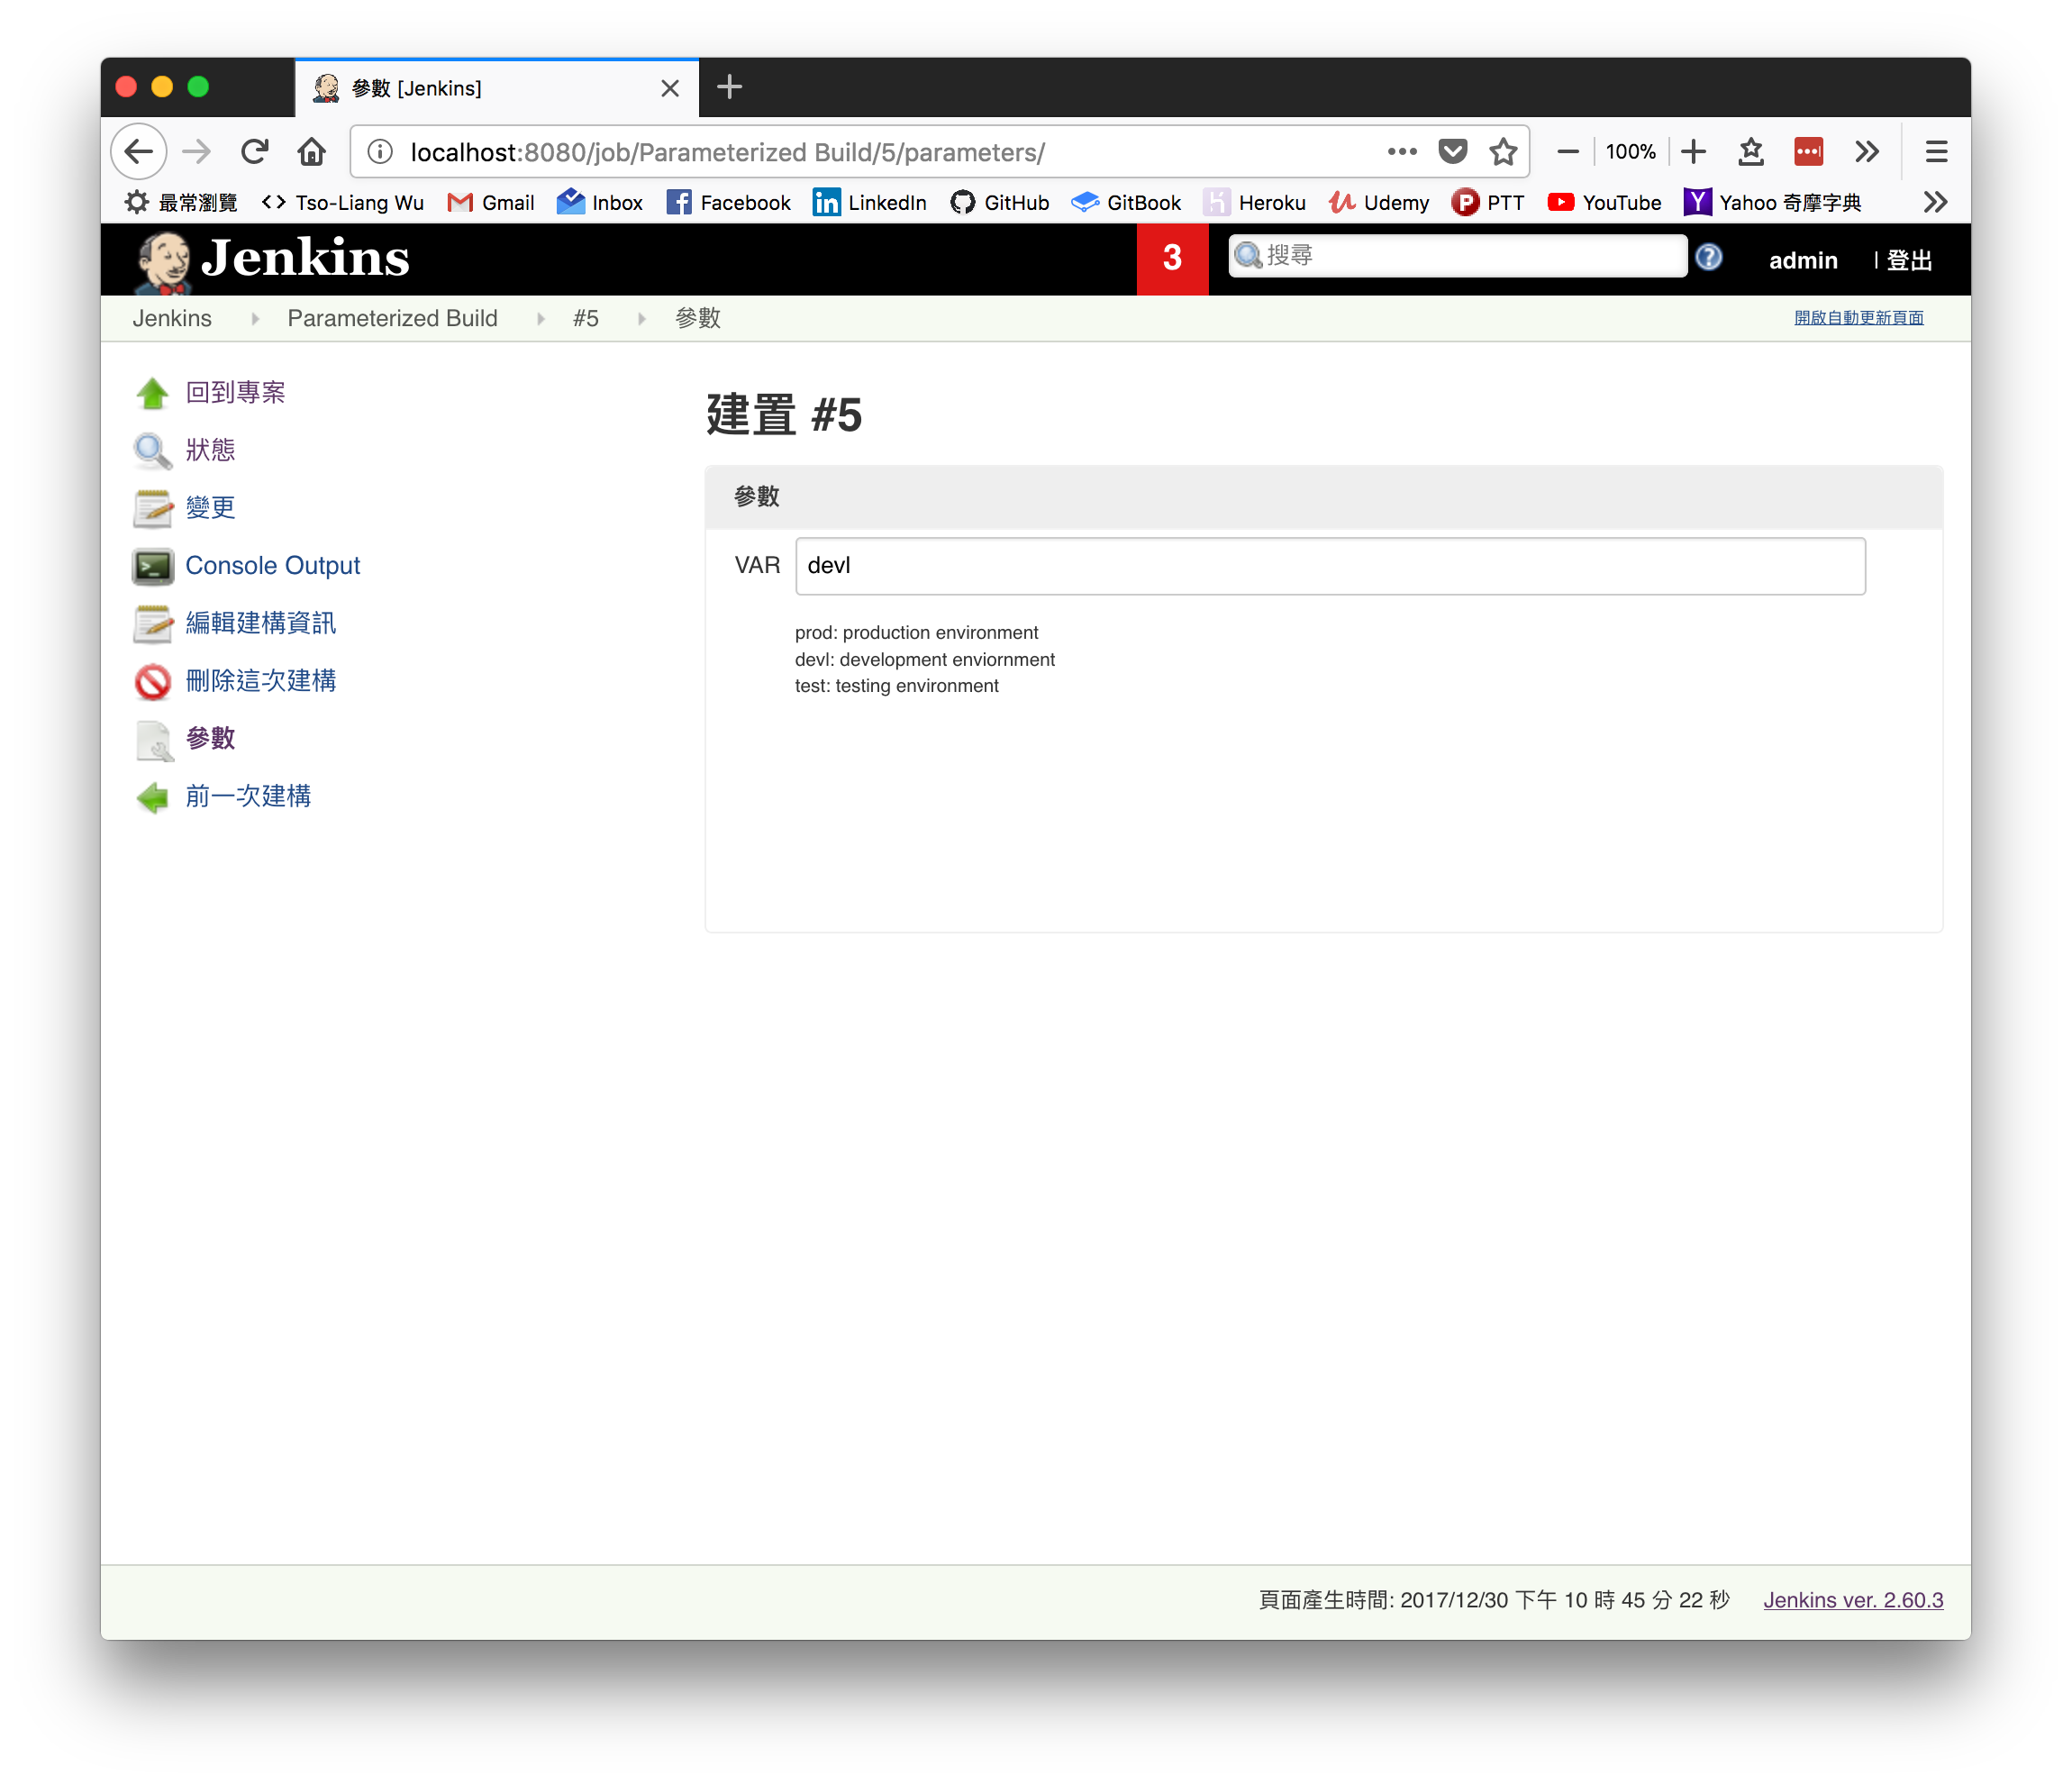 參數 [Jenkins]
localhost:8080/job/Parameterized Build/5/parameters/
100%
最常瀏覽 Tso-Liang Wu Gmail Inbox Facebook LinkedIn GitHub GitBook Heroku Udemy PTT YouTube Yahoo 奇摩字典
Jenkins 3 搜尋 admin | 登出
Jenkins Parameterized Build #5 參數 開啟自動更新頁面
回到專案
狀態
變更
Console Output
編輯建構資訊
刪除這次建構
參數
前一次建構
建置 #5
參數
VAR devl
prod: production environment
devl: development enviornment
test: testing environment
頁面產生時間: 2017/12/30 下午 10 時 45 分 22 秒 Jenkins ver. 2.60.3